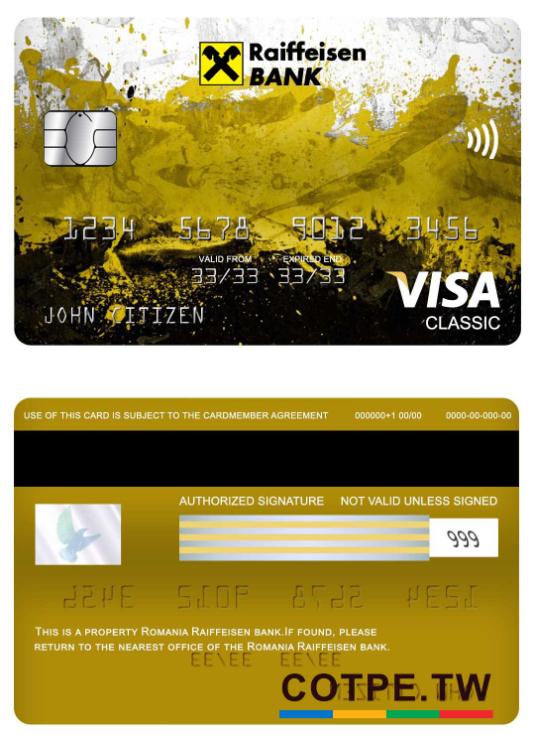 Raiffeisen
BANK
1234 5678 9012 3456
VALID FROM EXPIRED END
33/33 33/33
JOHN CITIZEN
VISA
CLASSIC
USE OF THIS CARD IS SUBJECT TO THE CARDMEMBER AGREEMENT 000000+1 00/00 0000-00-000-00
AUTHORIZED SIGNATURE NOT VALID UNLESS SIGNED
999
THIS IS A PROPERTY ROMANIA RAIFFEISEN BANK.IF FOUND, PLEASE
RETURN TO THE NEAREST OFFICE OF THE ROMANIA RAIFFEISEN BANK.
COTPE.TW